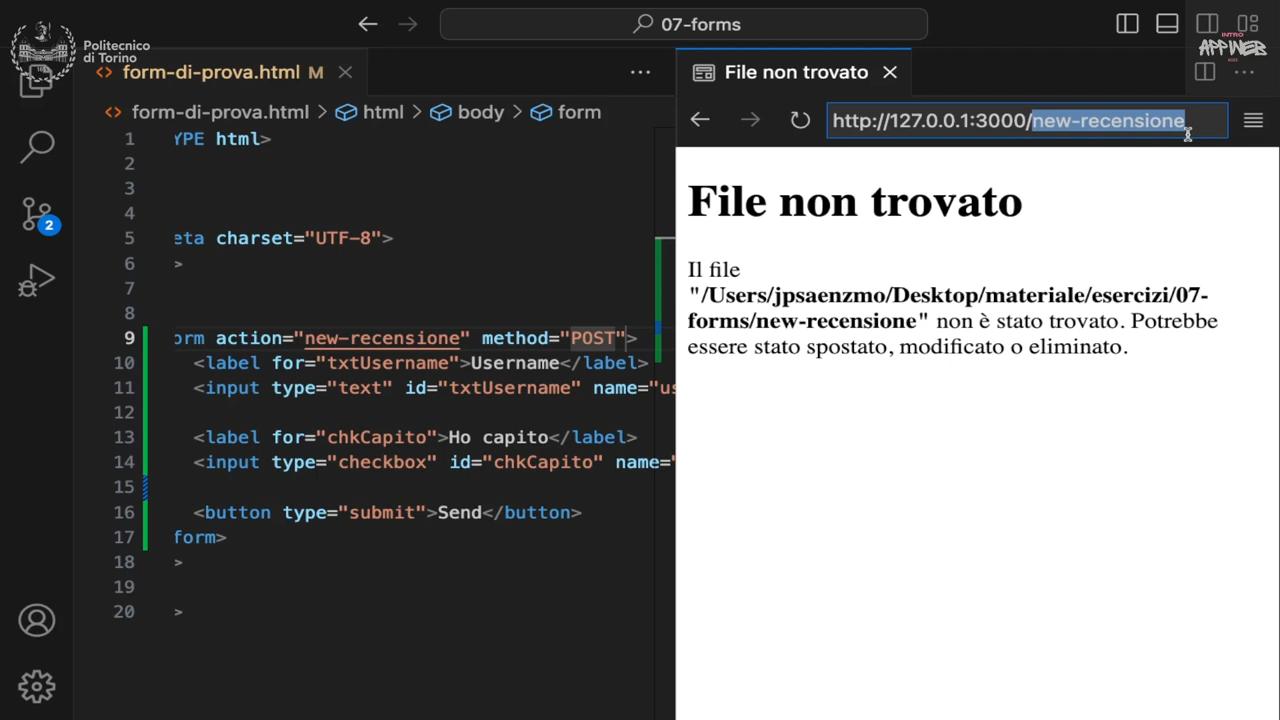 Politecnico
di Torino
07-forms
INTRO
APPIWEB
form-di-prova.html M
File non trovato
form-di-prova.html > html > body > form
http://127.0.0.1:3000/new-recensione
1 YPE html>
2
3
4
5 eta charset="UTF-8">
6 >
7
8
9 orm action="new-recensione" method="POST">
10 <label for="txtUsername">Username</label>
11 <input type="text" id="txtUsername" name="us
12
13 <label for="chkCapito">Ho capito</label>
14 <input type="checkbox" id="chkCapito" name="
15
16 <button type="submit">Send</button>
17 form>
18 >
19
20 >
2
File non trovato
Il file
"/Users/jpsaenzmo/Desktop/materiale/esercizi/07-
forms/new-recensione" non è stato trovato. Potrebbe
essere stato spostato, modificato o eliminato.